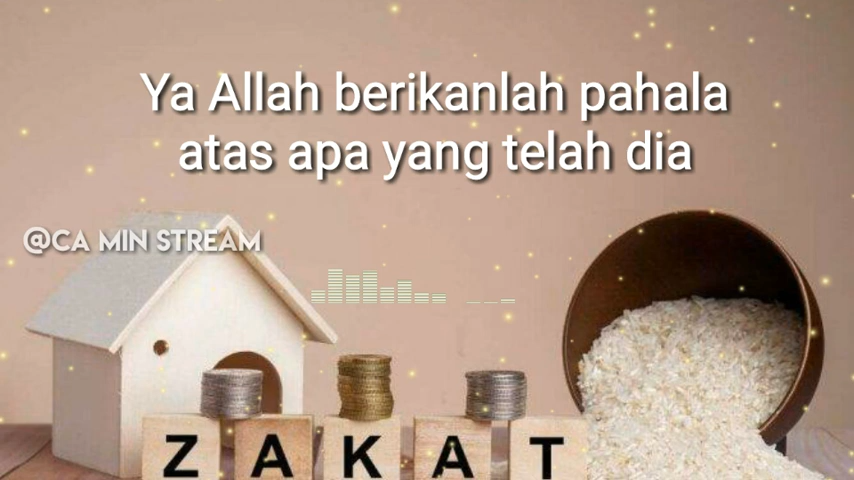 Ya Allah berikanlah pahala
atas apa yang telah dia
@CA MIN STREAM
ZAKAT